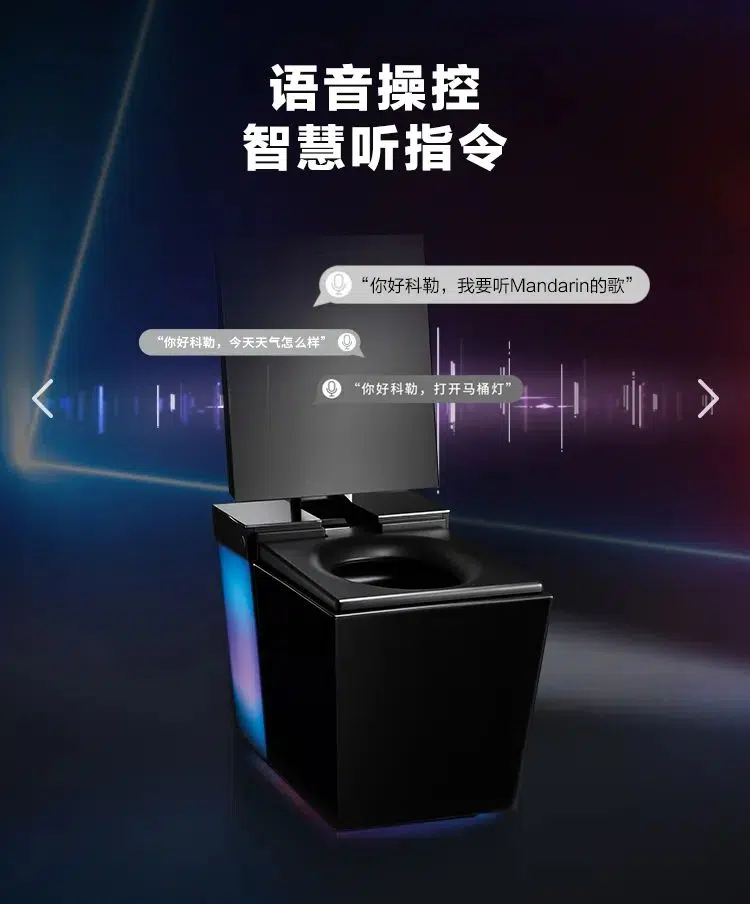 语音操控
智慧听指令
“你好科勒，我要听Mandarin的歌”
“你好科勒，今天天气怎么样”
“你好科勒，打开马桶灯”